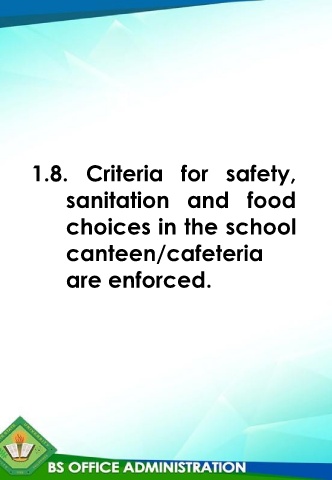 1.8. Criteria for safety,
sanitation and food
choices in the school
canteen/cafeteria
are enforced.
BS OFFICE ADMINISTRATION